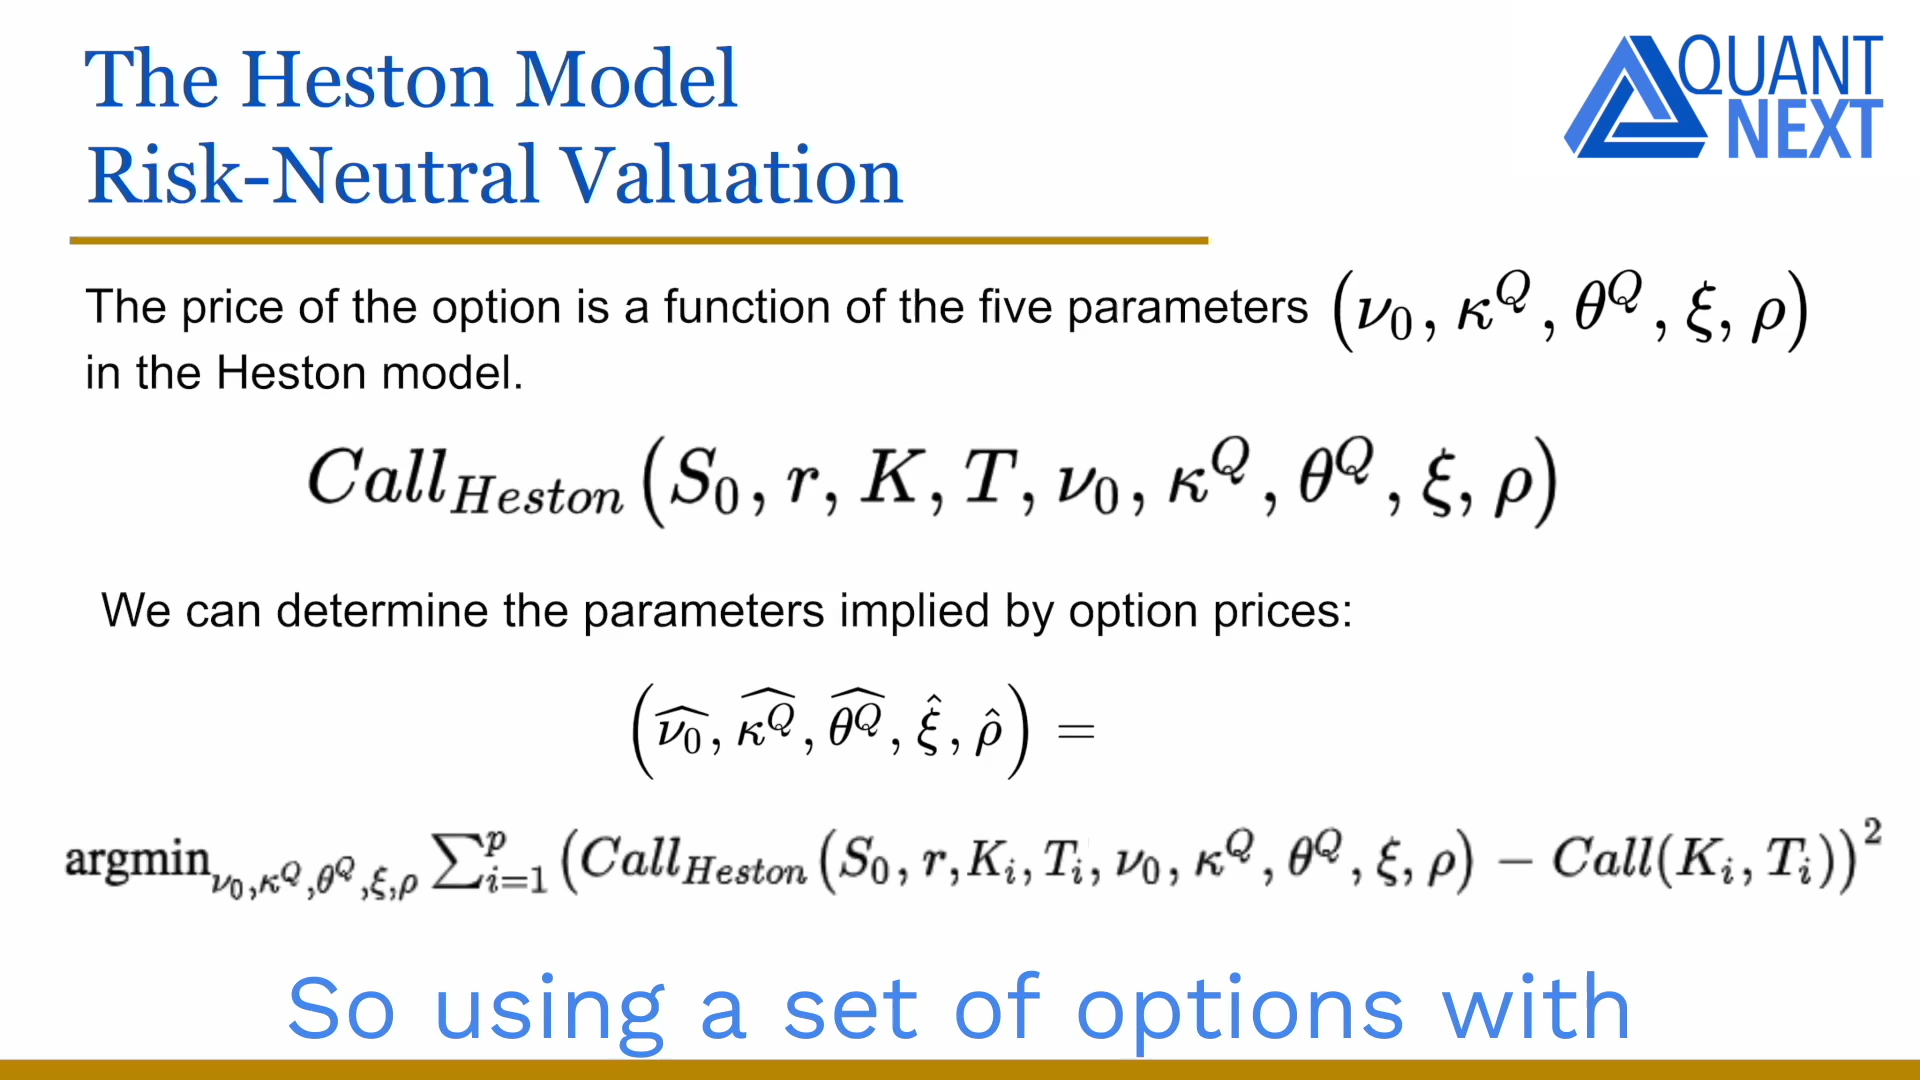 The Heston Model
QUANT
NEXT
Risk-Neutral Valuation
The price of the option is a function of the five parameters (ν₀, κ^Q, θ^Q, ξ, ρ)
in the Heston model.
Call_Heston (S₀, r, K, T, ν₀, κ^Q, θ^Q, ξ, ρ)
We can determine the parameters implied by option prices:
(ν̂₀, κ̂^Q, θ̂^Q, ξ̂, ρ̂) =
argmin_{ν₀,κ^Q,θ^Q,ξ,ρ} ∑_{i=1}^{p} (Call_Heston (S₀, r, K_i, T_i, ν₀, κ^Q, θ^Q, ξ, ρ) − Call(K_i, T_i))²
So using a set of options with